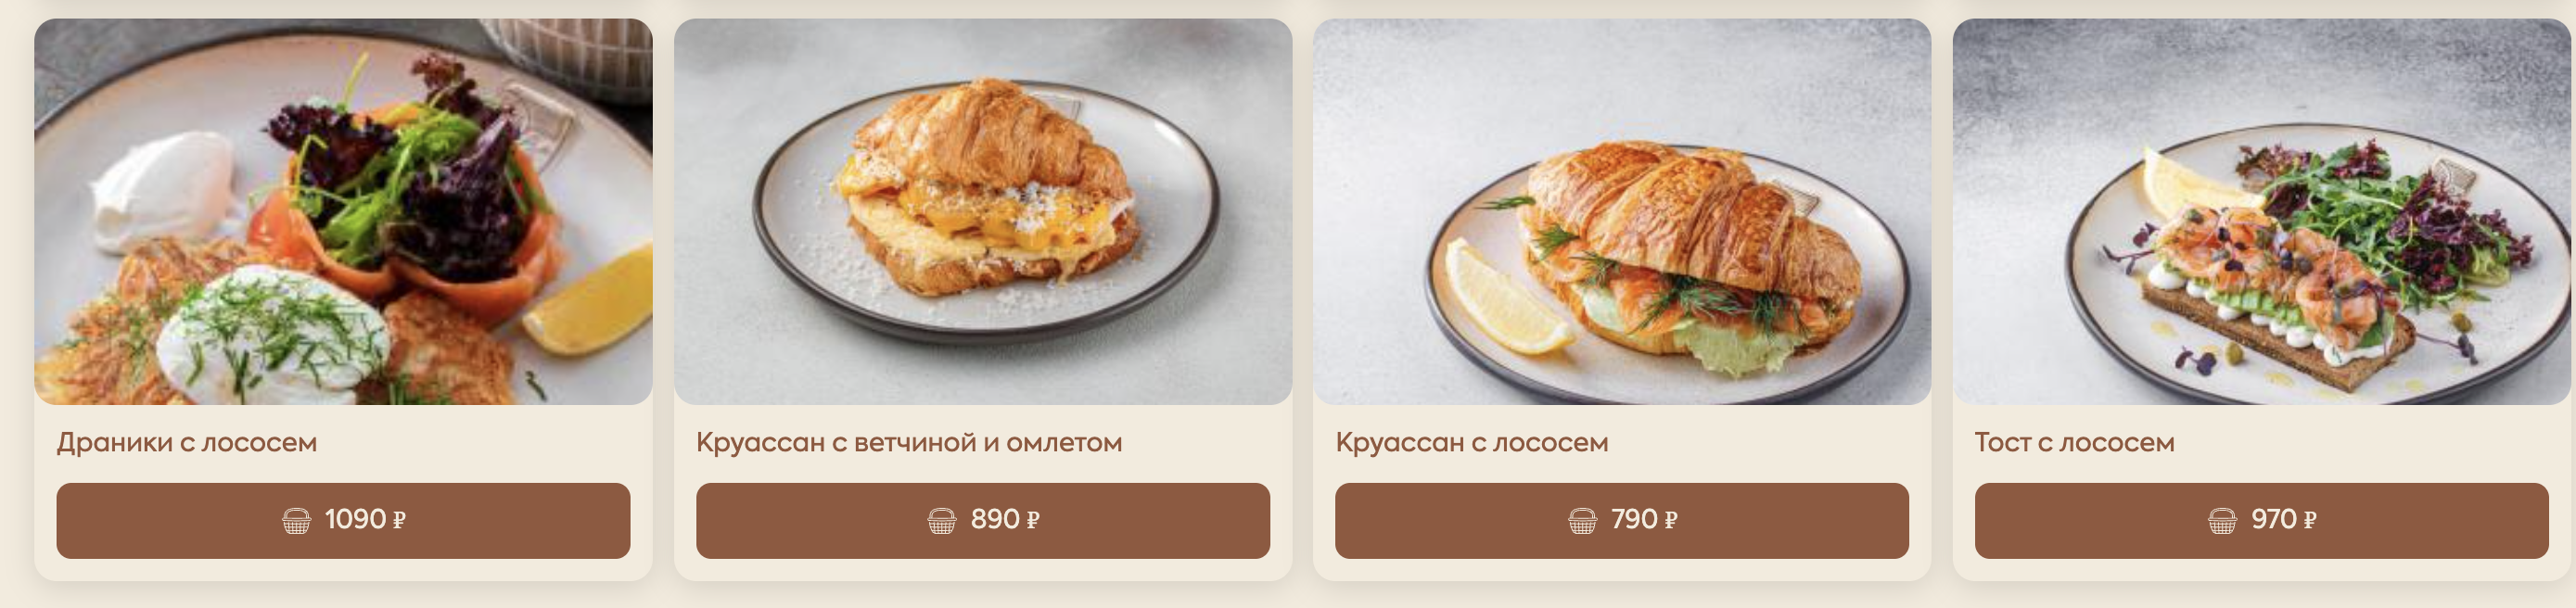 Драники с лососем
1090 ₽
Круассан с ветчиной и омлетом
890 ₽
Круассан с лососем
790 ₽
Тост с лососем
970 ₽